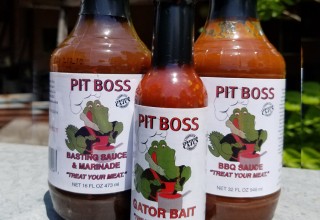 PIT BOSS
BASTING SAUCE
& MARINADE
"TREAT YOUR MEAT."
16 FL OZ 473 ml
PIT BOSS
GATOR BAIT
PIT BOSS
BBQ SAUCE
"TREAT YOUR MEAT."